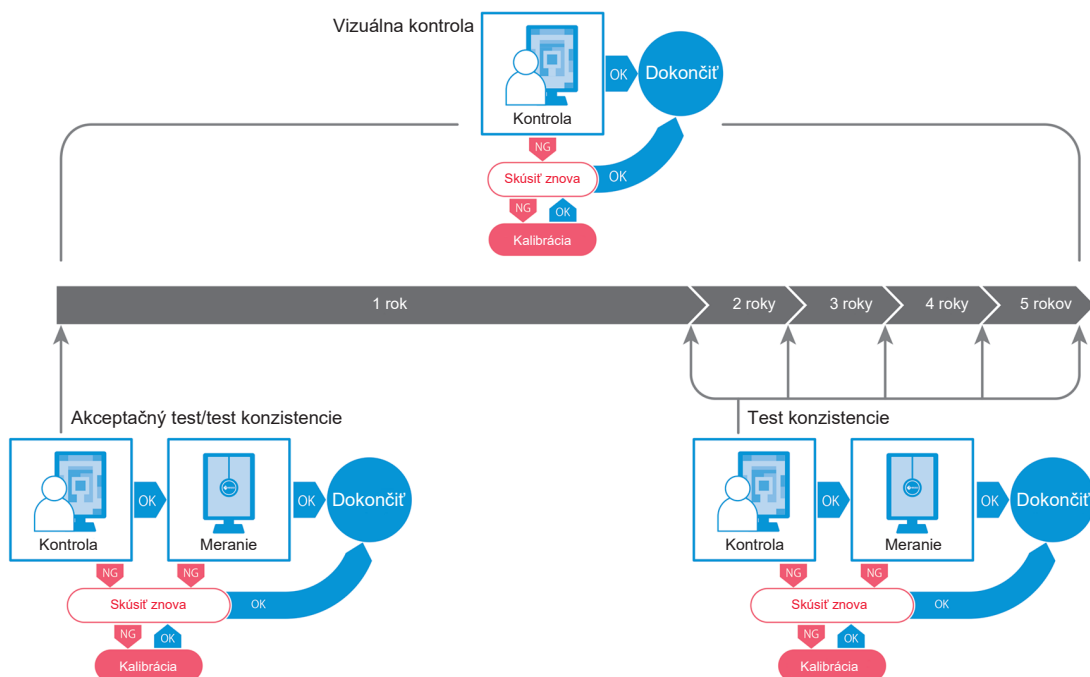 Vizuálna kontrola
OK
Dokončiť
Kontrola
NG
Skúsiť znova
OK
NG
OK
Kalibrácia
1 rok
2 roky
3 roky
4 roky
5 rokov
Akceptačný test/test konzistencie
OK
OK
Dokončiť
Kontrola
Meranie
NG
NG
Skúsiť znova
OK
NG
OK
Kalibrácia
Test konzistencie
OK
OK
Dokončiť
Kontrola
Meranie
NG
NG
Skúsiť znova
OK
NG
OK
Kalibrácia